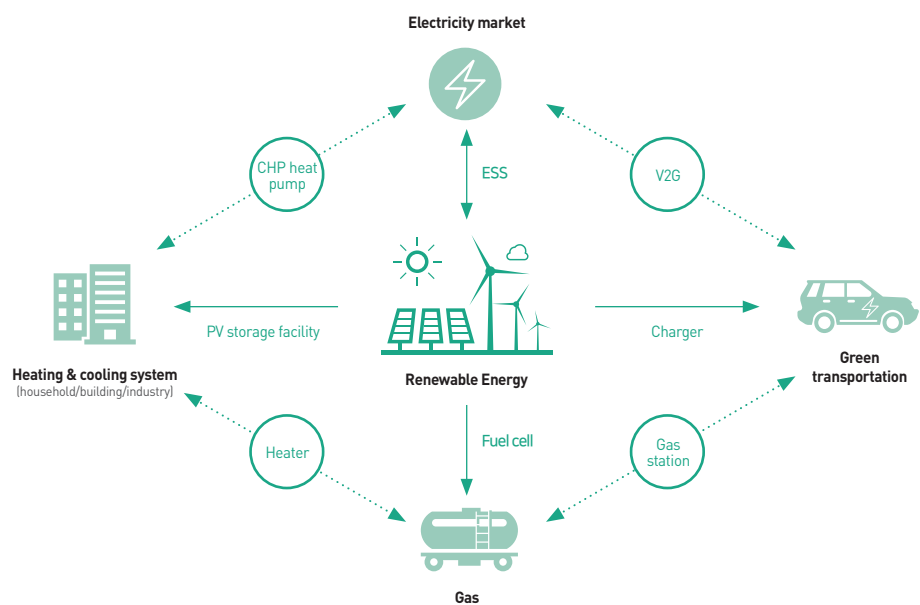 Electricity market
CHP heat
pump
ESS
V2G
PV storage facility
Charger
Heating & cooling system
(household/building/industry)
Renewable Energy
Green
transportation
Heater
Fuel cell
Gas
station
Gas